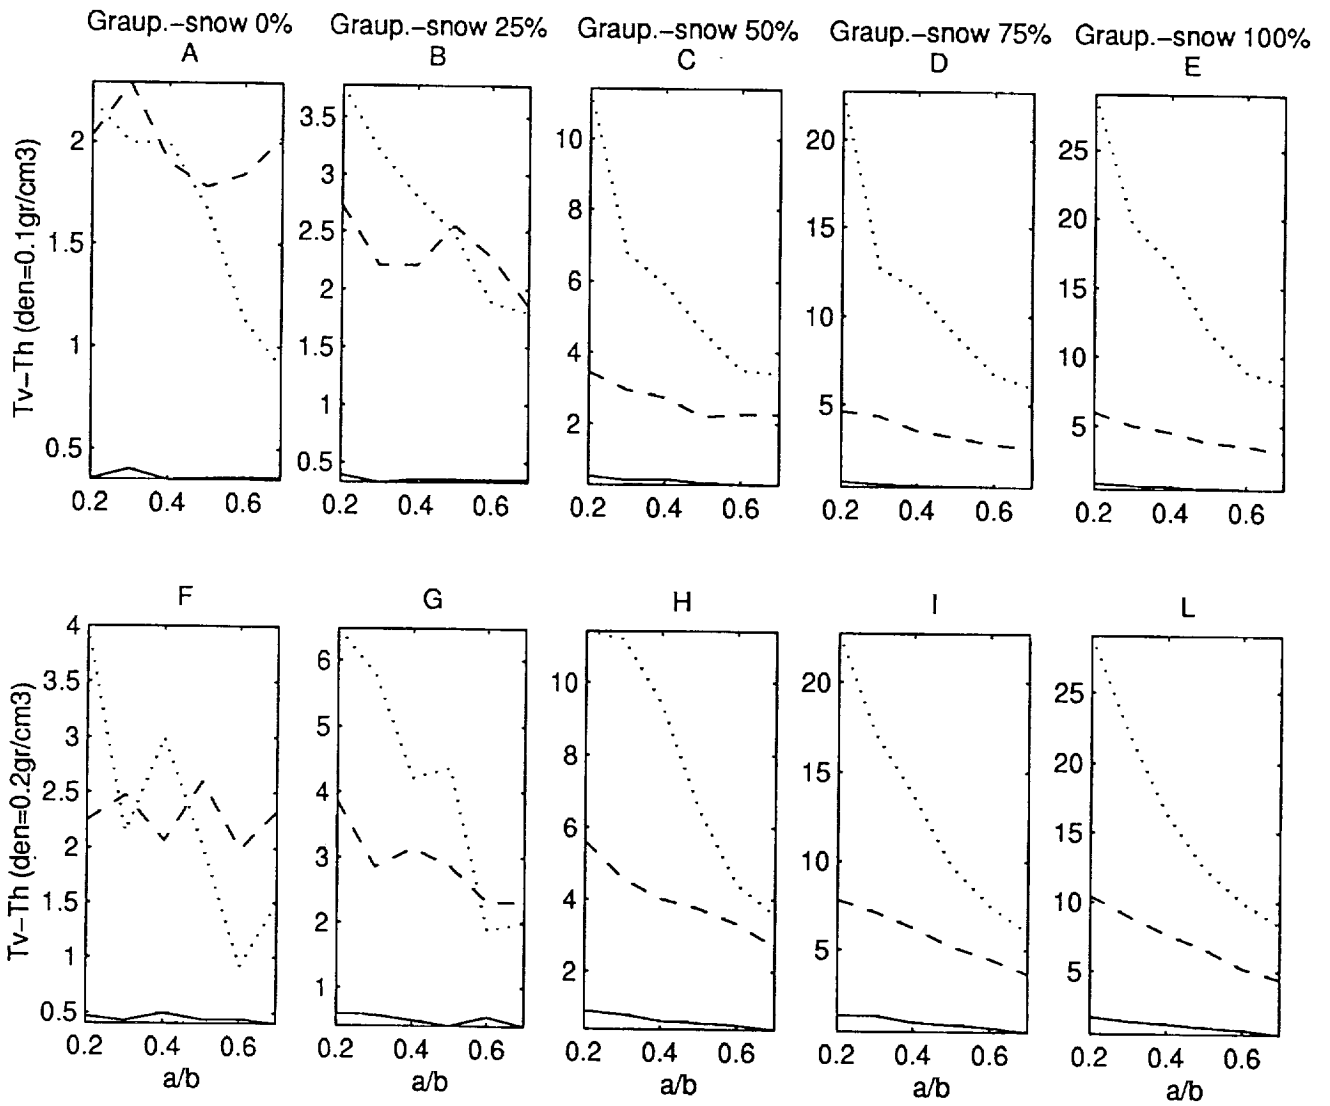 Graup.−snow 0%
Graup.−snow 25%
Graup.−snow 50%
Graup.−snow 75%
Graup.−snow 100%
A
B
C
D
E
Tv−Th (den=0.1gr/cm3)
2
1.5
1
0.5
0.2 0.4 0.6
3.5
3
2.5
2
1.5
1
0.5
0.2 0.4 0.6
10
8
6
4
2
0.2 0.4 0.6
20
15
10
5
0.2 0.4 0.6
25
20
15
10
5
0.2 0.4 0.6
F
G
H
I
L
Tv−Th (den=0.2gr/cm3)
4
3.5
3
2.5
2
1.5
1
0.5
0.2 0.4 0.6
a/b
6
5
4
3
2
1
0.2 0.4 0.6
a/b
10
8
6
4
2
0.2 0.4 0.6
a/b
20
15
10
5
0.2 0.4 0.6
a/b
25
20
15
10
5
0.2 0.4 0.6
a/b